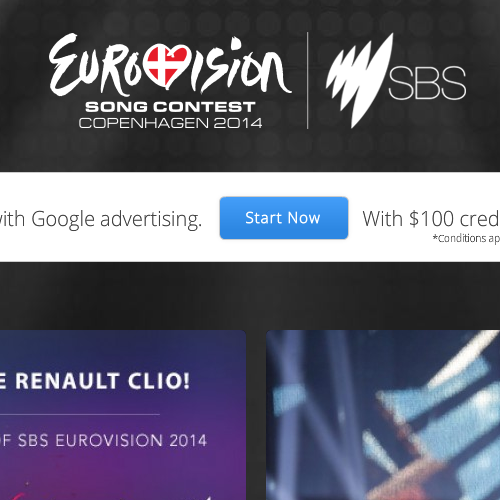 EUROVISION
SONG CONTEST
COPENHAGEN 2014
SBS
with Google advertising.
Start Now
With $100 cred
*Conditions ap
E RENAULT CLIO!
OF SBS EUROVISION 2014